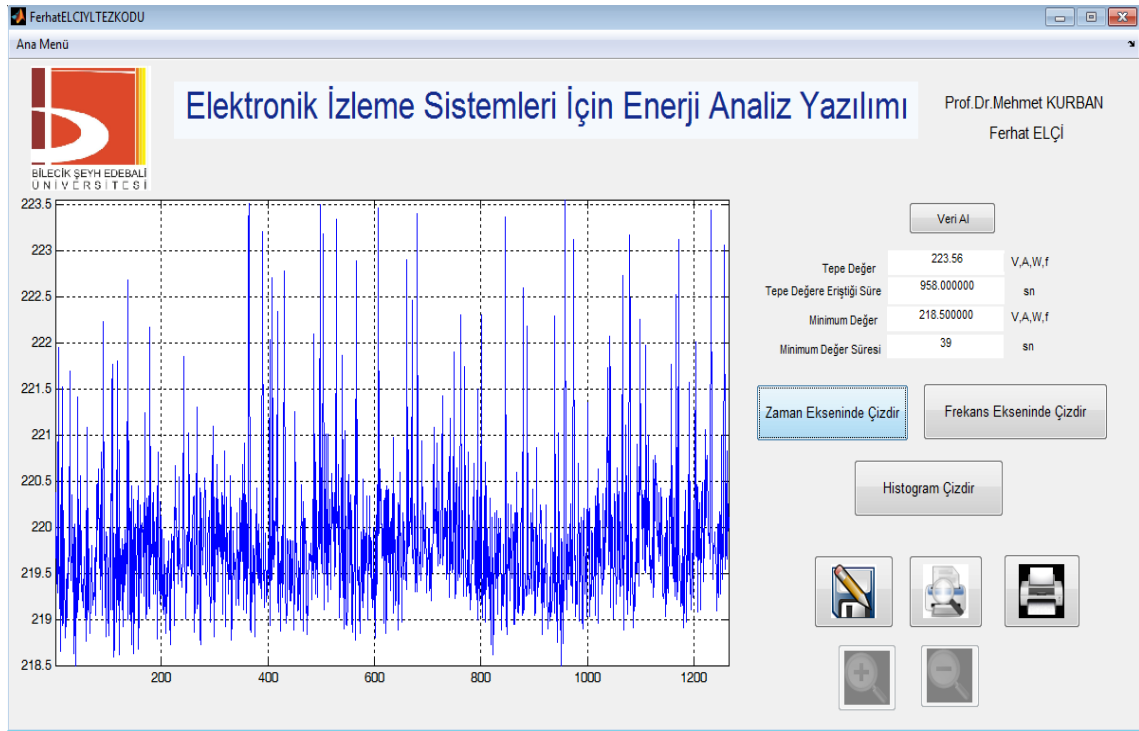 FerhatELCIYLTEZKODU
Ana Menü
BİLECİK ŞEYH EDEBALİ
ÜNİVERSİTESİ
Elektronik İzleme Sistemleri İçin Enerji Analiz Yazılımı
Prof.Dr.Mehmet KURBAN
Ferhat ELÇİ
223.5
223
222.5
222
221.5
221
220.5
220
219.5
219
218.5
200
400
600
800
1000
1200
Veri Al
Tepe Değer 223.56 V,A,W,f
Tepe Değere Eriştiği Süre 958.000000 sn
Minimum Değer 218.500000 V,A,W,f
Minimum Değer Süresi 39 sn
Zaman Ekseninde Çizdir
Frekans Ekseninde Çizdir
Histogram Çizdir